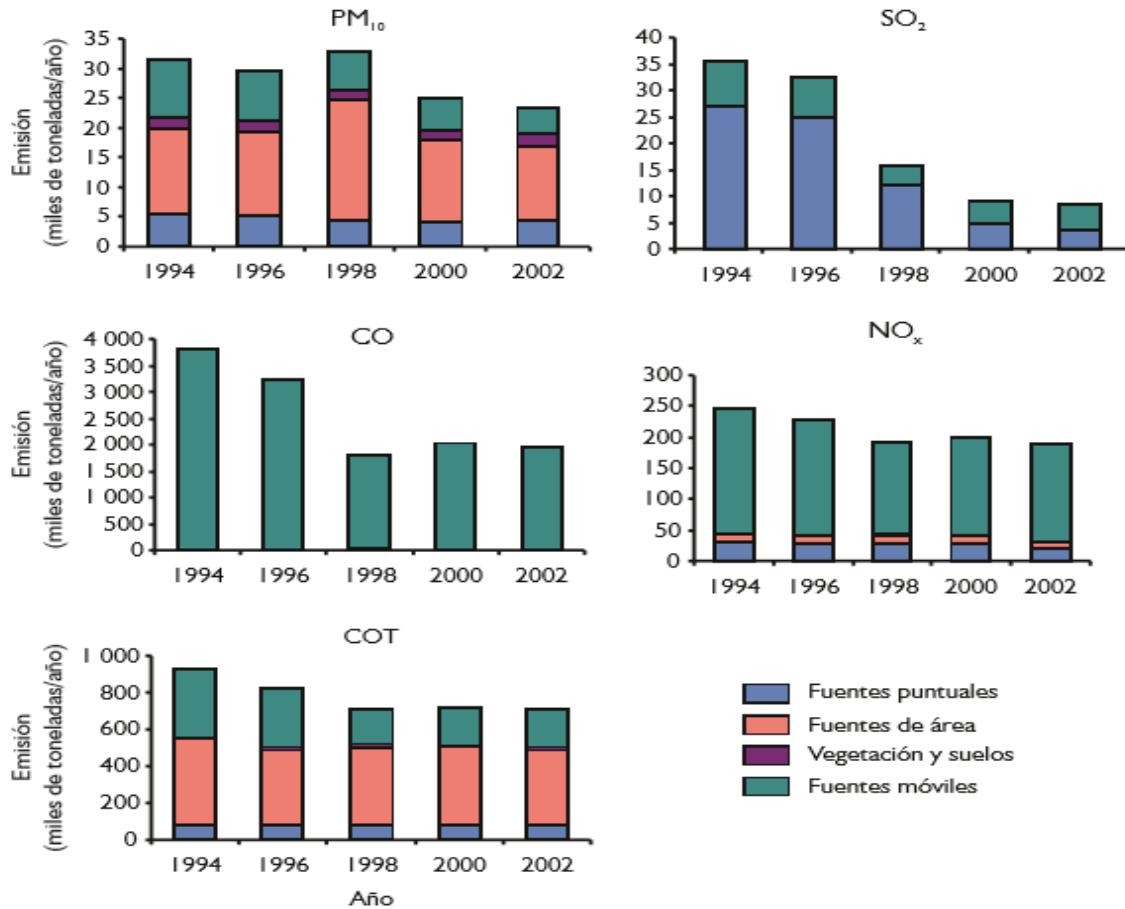 PM₁₀
Emisión
(miles de toneladas/año)
35
30
25
20
15
10
5
0
1994 1996 1998 2000 2002
SO₂
40
35
30
25
20
15
10
5
0
1994 1996 1998 2000 2002
CO
Emisión
(miles de toneladas/año)
4 000
3 500
3 000
2 500
2 000
1 500
1 000
500
0
1994 1996 1998 2000 2002
NOₓ
300
250
200
150
100
50
0
1994 1996 1998 2000 2002
COT
Emisión
(miles de toneladas/año)
1 000
800
600
400
200
0
1994 1996 1998 2000 2002
Año
Fuentes puntuales
Fuentes de área
Vegetación y suelos
Fuentes móviles